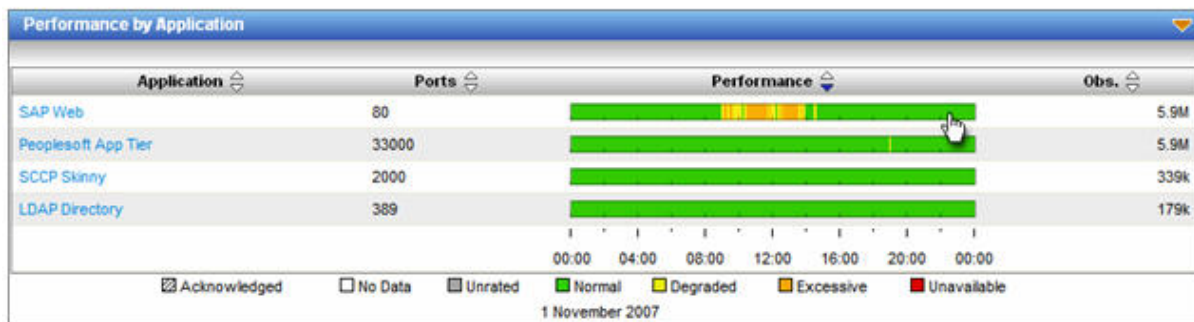 Performance by Application
Application Ports Performance Obs.
SAP Web 80 5.9M
Peoplesoft App Tier 33000 5.9M
SCCP Skinny 2000 339k
LDAP Directory 389 179k
00:00 04:00 08:00 12:00 16:00 20:00 00:00
Acknowledged No Data Unrated Normal Degraded Excessive Unavailable
1 November 2007